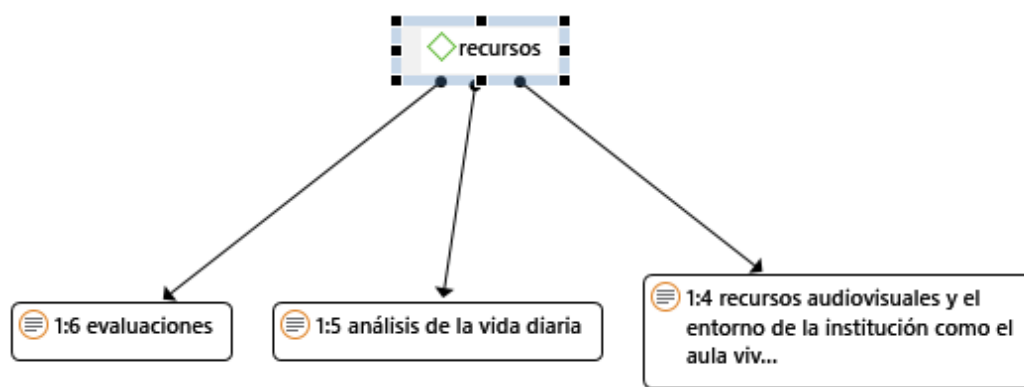 recursos
1:6 evaluaciones
1:5 análisis de la vida diaria
1:4 recursos audiovisuales y el
entorno de la institución como el
aula viv...